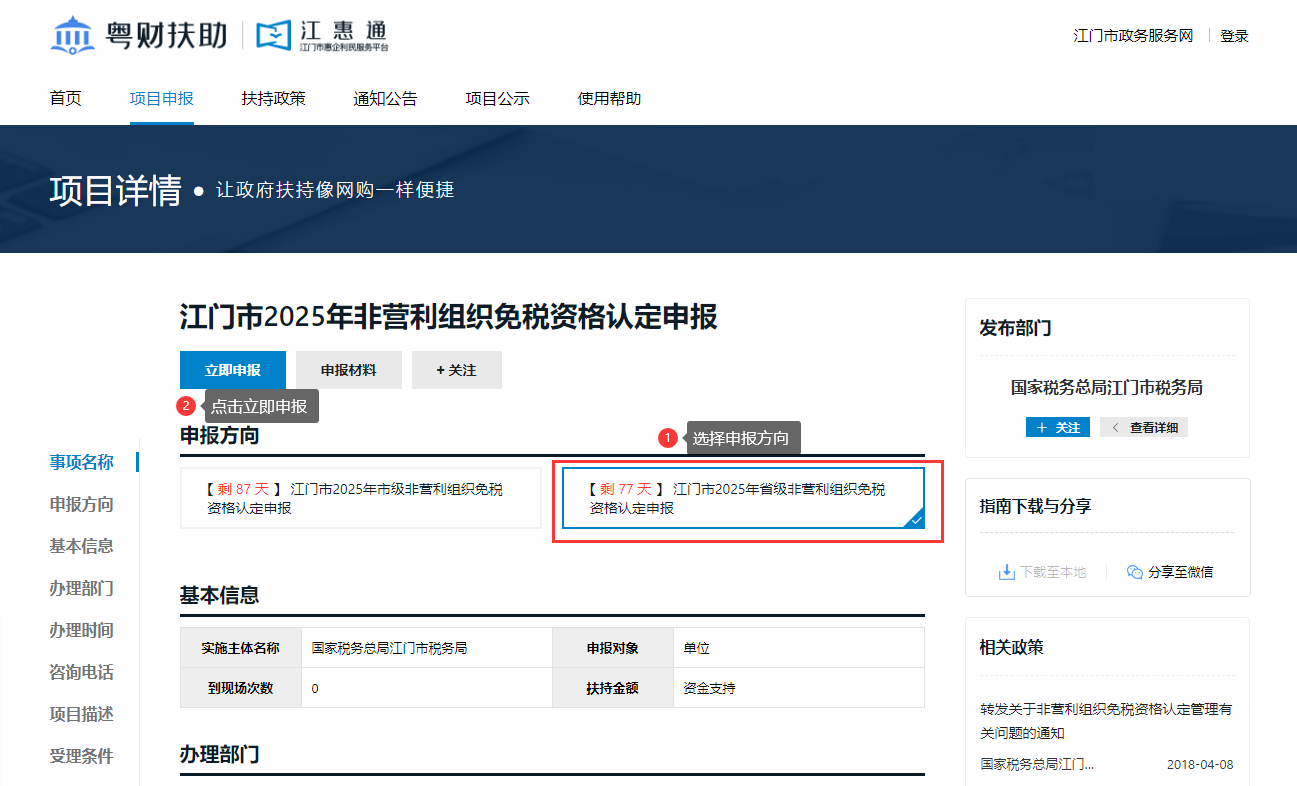 粤财扶助
江惠通
江门市惠企利民服务平台
江门市政务服务网
登录
首页
项目申报
扶持政策
通知公告
项目公示
使用帮助
项目详情 ● 让政府扶持像网购一样便捷
江门市2025年非营利组织免税资格认定申报
立即申报
申报材料
+ 关注
2
点击立即申报
申报方向
1
选择申报方向
【 剩 87 天 】 江门市2025年市级非营利组织免税
资格认定申报
【 剩 77 天 】 江门市2025年省级非营利组织免税
资格认定申报
基本信息
实施主体名称
国家税务总局江门市税务局
申报对象
单位
到现场次数
0
扶持金额
资金支持
办理部门
事项名称
申报方向
基本信息
办理部门
办理时间
咨询电话
项目描述
受理条件
发布部门
国家税务总局江门市税务局
+ 关注
< 查看详细
指南下载与分享
下载至本地
分享至微信
相关政策
转发关于非营利组织免税资格认定管理有
关问题的通知
国家税务总局江门...
2018-04-08